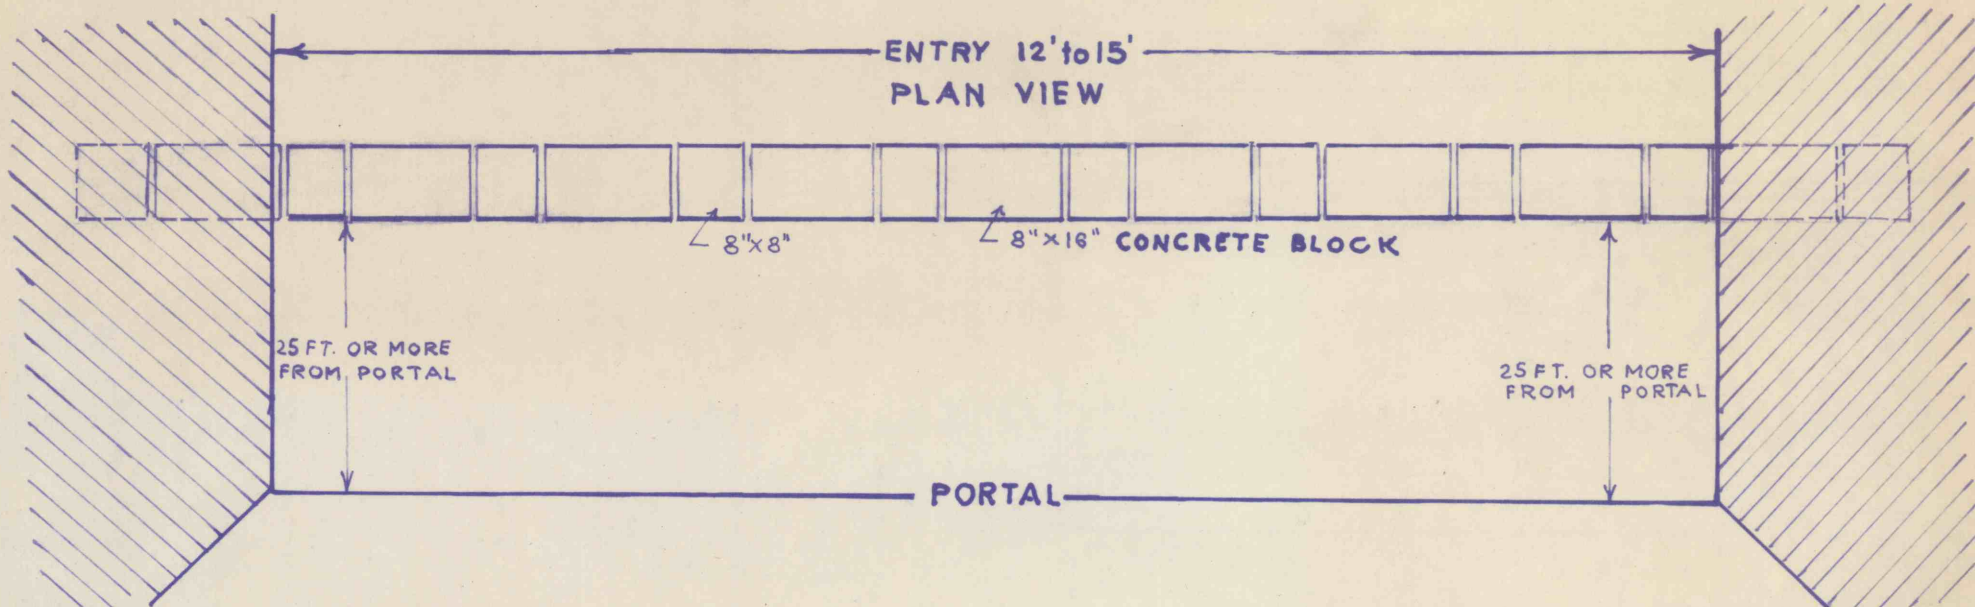 ENTRY 12' to 15'
PLAN VIEW
8"x8"
8"x16" CONCRETE BLOCK
25 FT. OR MORE
FROM PORTAL
25 FT. OR MORE
FROM PORTAL
PORTAL